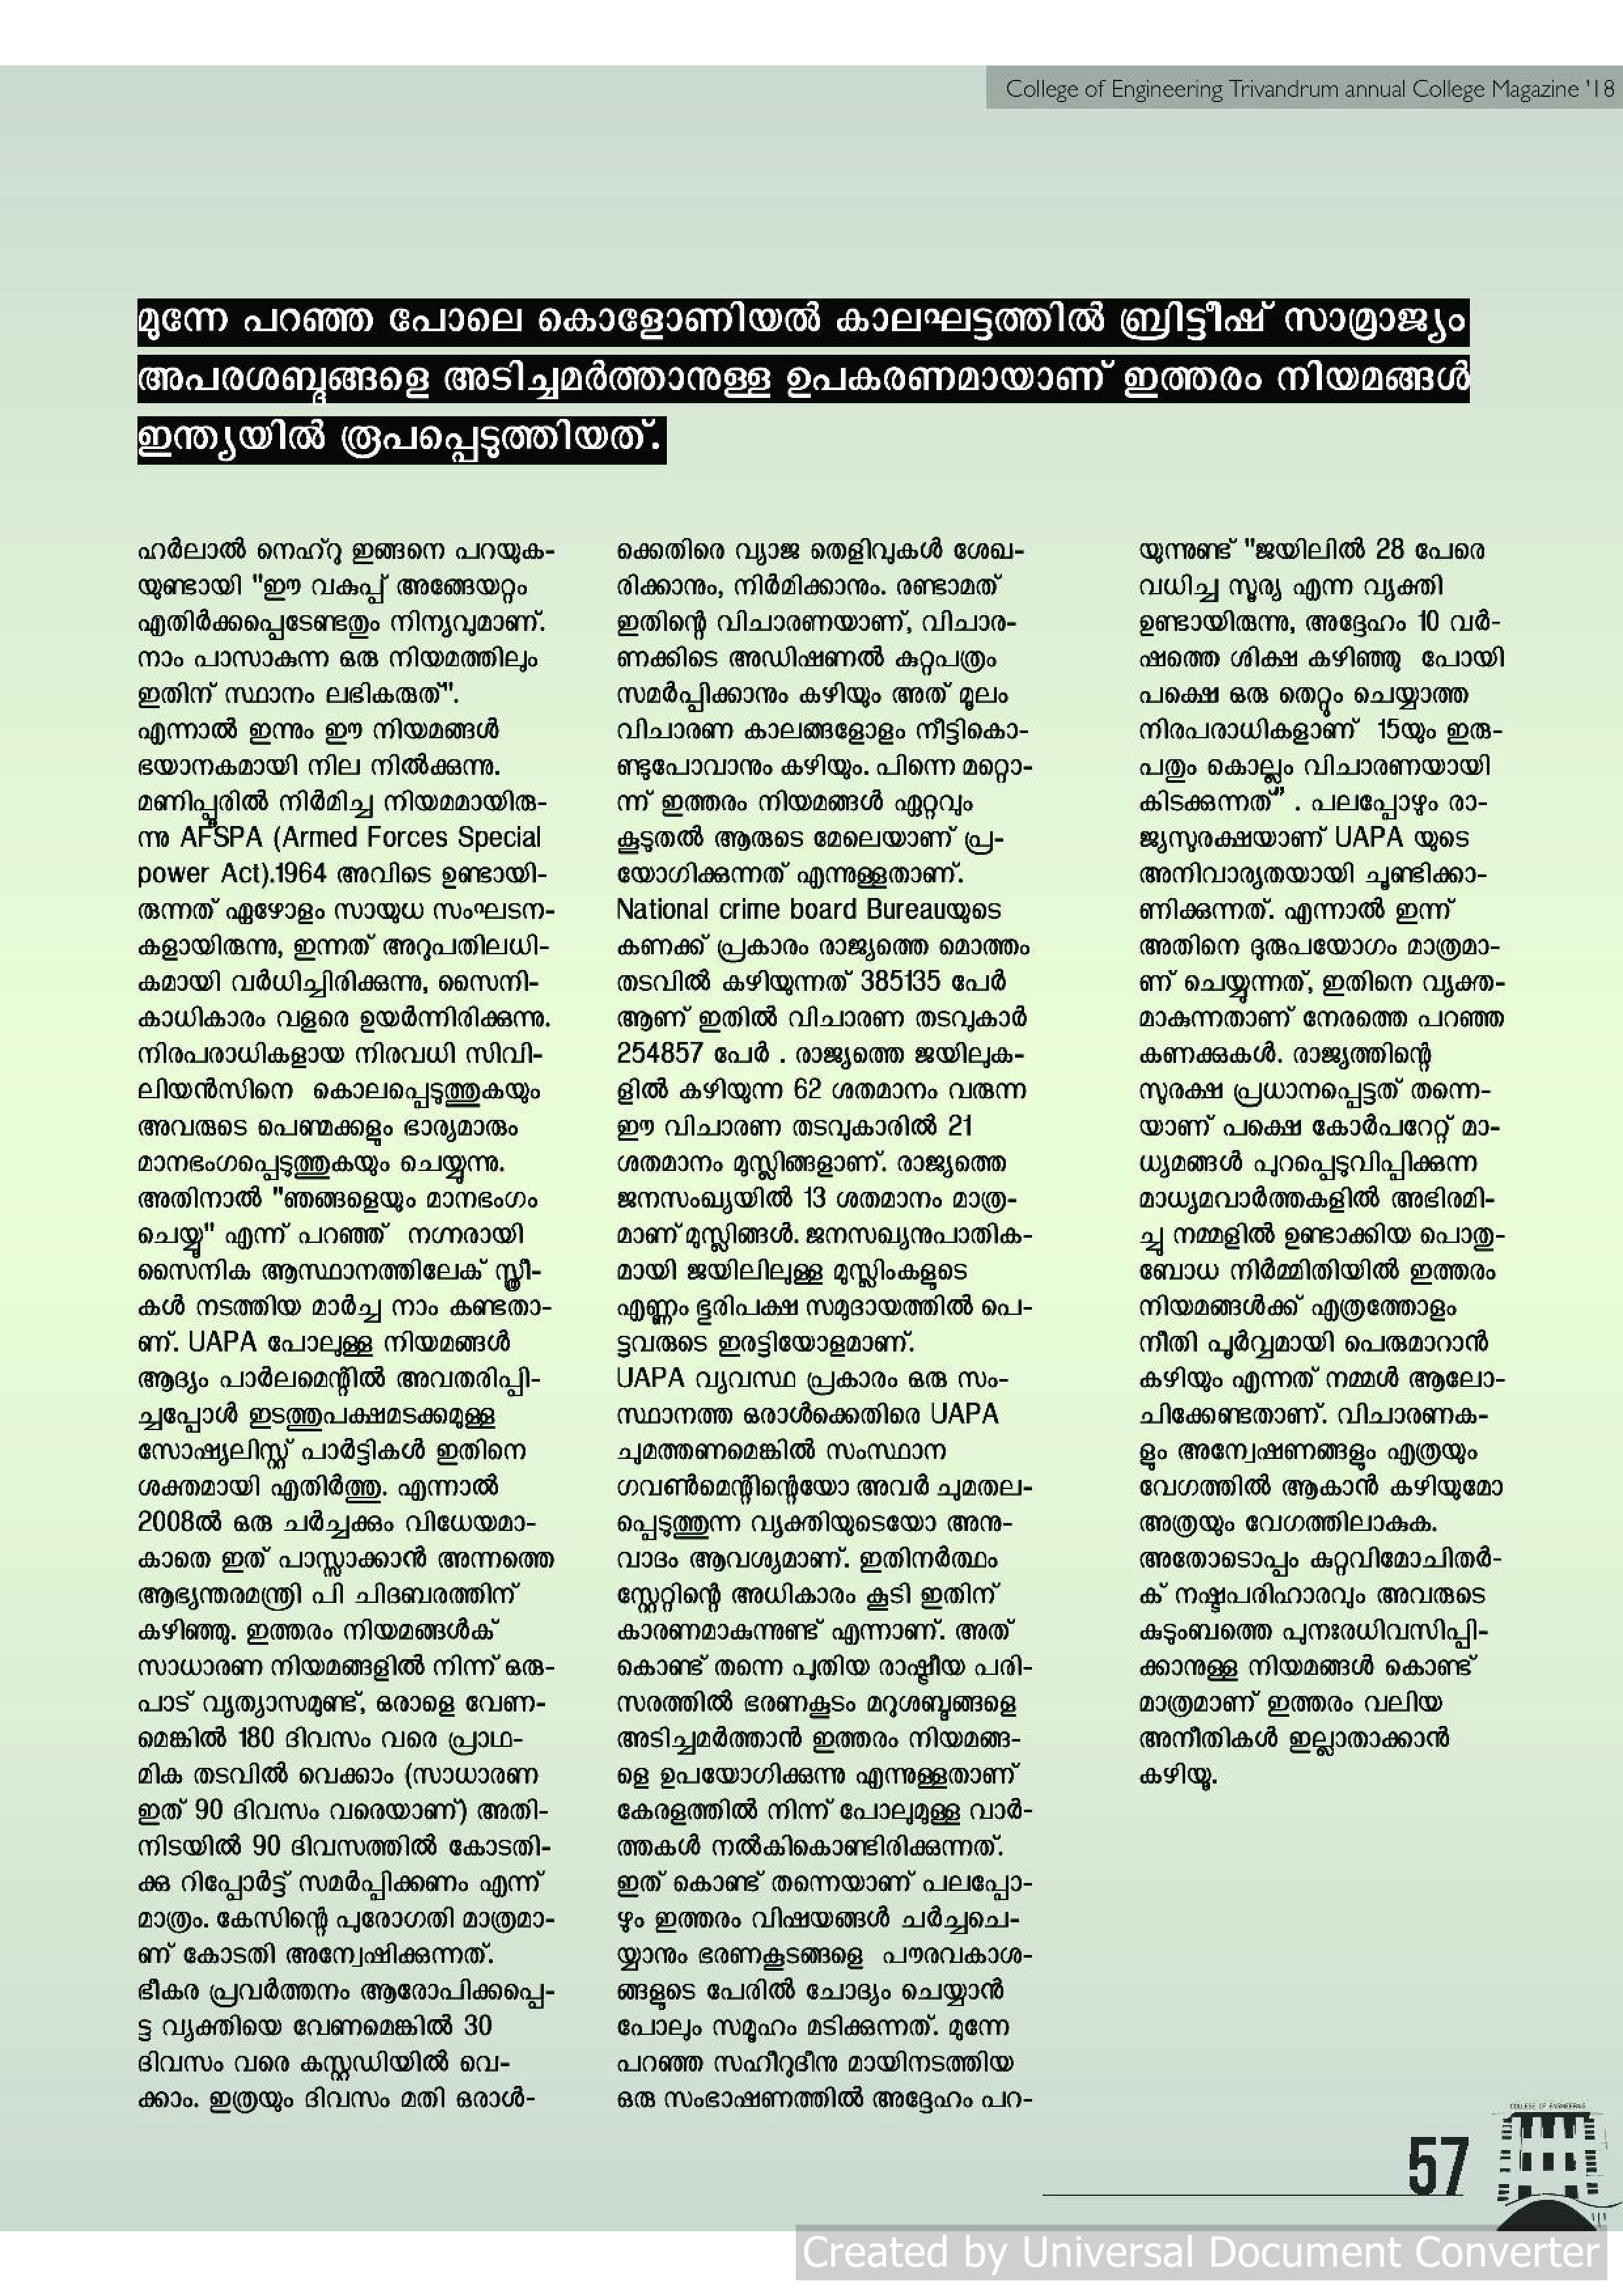 College of Engineering Trivandrum annual College Magazine '18
മുന്നേ പറഞ്ഞ പോലെ കൊളോണിയൽ കാലഘട്ടത്തിൽ ബ്രിട്ടീഷ് സാമ്രാജ്യം
അപരശബ്ദങ്ങളെ അടിച്ചമർത്താനുള്ള ഉപകരണമായാണ് ഇത്തരം നിയമങ്ങൾ
ഇന്ത്യയിൽ രൂപപ്പെടുത്തിയത്.
ഹർലാൽ നെഹ്റു ഇങ്ങനെ പറയുക-
യുണ്ടായി "ഈ വകുപ്പ് അങ്ങേയറ്റം
എതിർക്കപ്പെടേണ്ടതും നിന്ദ്യവുമാണ്.
നാം പാസാകുന്ന ഒരു നിയമത്തിലും
ഇതിന് സ്ഥാനം ലഭികരുത്".
എന്നാൽ ഇന്നും ഈ നിയമങ്ങൾ
ഭയാനകമായി നില നിൽക്കുന്നു.
മണിപ്പൂരിൽ നിർമിച്ച നിയമമായിരു-
ന്നു AFSPA (Armed Forces Special
power Act).1964 അവിടെ ഉണ്ടായി-
രുന്നത് ഏഴോളം സായുധ സംഘടന-
കളായിരുന്നു, ഇന്നത് അറുപതിലധി-
കമായി വർധിച്ചിരിക്കുന്നു, സൈനി-
കാധികാരം വളരെ ഉയർന്നിരിക്കുന്നു.
നിരപരാധികളായ നിരവധി സിവി-
ലിയൻസിനെ കൊലപ്പെടുത്തുകയും
അവരുടെ പെണ്മക്കളും ഭാര്യമാരും
മാനഭംഗപ്പെടുത്തുകയും ചെയ്യുന്നു.
അതിനാൽ "ഞങ്ങളെയും മാനഭംഗം
ചെയ്യൂ" എന്ന് പറഞ്ഞ് നഗ്നരായി
സൈനിക ആസ്ഥാനത്തിലേക് സ്ത്രീ-
കൾ നടത്തിയ മാർച്ച നാം കണ്ടതാ-
ണ്. UAPA പോലുള്ള നിയമങ്ങൾ
ആദ്യം പാർലമെന്റിൽ അവതരിപ്പി-
ച്ചപ്പോൾ ഇടത്തുപക്ഷമടക്കമുള്ള
സോഷ്യലിസ്റ്റ് പാർട്ടികൾ ഇതിനെ
ശക്തമായി എതിർത്തു. എന്നാൽ
2008ൽ ഒരു ചർച്ചക്കും വിധേയമാ-
കാതെ ഇത് പാസ്സാക്കാൻ അന്നത്തെ
ആഭ്യന്തരമന്ത്രി പി ചിദബരത്തിന്
കഴിഞ്ഞു. ഇത്തരം നിയമങ്ങൾക്
സാധാരണ നിയമങ്ങളിൽ നിന്ന് ഒരു-
പാട് വ്യത്യാസമുണ്ട്, ഒരാളെ വേണ-
മെങ്കിൽ 180 ദിവസം വരെ പ്രാഥ-
മിക തടവിൽ വെക്കാം (സാധാരണ
ഇത് 90 ദിവസം വരെയാണ്) അതി-
നിടയിൽ 90 ദിവസത്തിൽ കോടതി-
ക്കു റിപ്പോർട്ട് സമർപ്പിക്കണം എന്ന്
മാത്രം. കേസിന്റെ പുരോഗതി മാത്രമാ-
ണ് കോടതി അന്വേഷിക്കുന്നത്.
ഭീകര പ്രവർത്തനം ആരോപിക്കപ്പെ-
ട്ട വ്യക്തിയെ വേണമെങ്കിൽ 30
ദിവസം വരെ കസ്റ്റഡിയിൽ വെ-
ക്കാം. ഇത്രയും ദിവസം മതി ഒരാൾ-
ക്കെതിരെ വ്യാജ തെളിവുകൾ ശേഖ-
രിക്കാനും, നിർമിക്കാനും. രണ്ടാമത്
ഇതിന്റെ വിചാരണയാണ്, വിചാര-
ണക്കിടെ അഡിഷണൽ കുറ്റപത്രം
സമർപ്പിക്കാനും കഴിയും അത് മൂലം
വിചാരണ കാലങ്ങളോളം നീട്ടികൊ-
ണ്ടുപോവാനും കഴിയും. പിന്നെ മറ്റൊ-
ന്ന് ഇത്തരം നിയമങ്ങൾ ഏറ്റവും
കൂടുതൽ ആരുടെ മേലെയാണ് പ്ര-
യോഗിക്കുന്നത് എന്നുള്ളതാണ്.
National crime board Bureauയുടെ
കണക്ക് പ്രകാരം രാജ്യത്തെ മൊത്തം
തടവിൽ കഴിയുന്നത് 385135 പേർ
ആണ് ഇതിൽ വിചാരണ തടവുകാർ
254857 പേർ . രാജ്യത്തെ ജയിലുക-
ളിൽ കഴിയുന്ന 62 ശതമാനം വരുന്ന
ഈ വിചാരണ തടവുകാരിൽ 21
ശതമാനം മുസ്ലിങ്ങളാണ്. രാജ്യത്തെ
ജനസംഖ്യയിൽ 13 ശതമാനം മാത്ര-
മാണ് മുസ്ലിങ്ങൾ. ജനസഖ്യനുപാതിക-
മായി ജയിലിലുള്ള മുസ്ലിംകളുടെ
എണ്ണം ഭൂരിപക്ഷ സമുദായത്തിൽ പെ-
ട്ടവരുടെ ഇരട്ടിയോളമാണ്.
UAPA വ്യവസ്ഥ പ്രകാരം ഒരു സം-
സ്ഥാനത്ത ഒരാൾക്കെതിരെ UAPA
ചുമത്തണമെങ്കിൽ സംസ്ഥാന
ഗവൺമെന്റിന്റെയോ അവർ ചുമതല-
പ്പെടുത്തുന്ന വ്യക്തിയുടെയോ അനു-
വാദം ആവശ്യമാണ്. ഇതിനർത്ഥം
സ്റ്റേറ്റിന്റെ അധികാരം കൂടി ഇതിന്
കാരണമാകുന്നുണ്ട് എന്നാണ്. അത്
കൊണ്ട് തന്നെ പുതിയ രാഷ്ട്രീയ പരി-
സരത്തിൽ ഭരണകൂടം മറുശബ്ദങ്ങളെ
അടിച്ചമർത്താൻ ഇത്തരം നിയമങ്ങ-
ളെ ഉപയോഗിക്കുന്നു എന്നുള്ളതാണ്
കേരളത്തിൽ നിന്ന് പോലുമുള്ള വാർ-
ത്തകൾ നൽകികൊണ്ടിരിക്കുന്നത്.
ഇത് കൊണ്ട് തന്നെയാണ് പലപ്പോ-
ഴും ഇത്തരം വിഷയങ്ങൾ ചർച്ചചെ-
യ്യാനും ഭരണകൂടങ്ങളെ പൗരവകാശ-
ങ്ങളുടെ പേരിൽ ചോദ്യം ചെയ്യാൻ
പോലും സമൂഹം മടിക്കുന്നത്. മുന്നേ
പറഞ്ഞ സഹീറുദീനു മായിനടത്തിയ
ഒരു സംഭാഷണത്തിൽ അദ്ദേഹം പറ-
യുന്നുണ്ട് "ജയിലിൽ 28 പേരെ
വധിച്ച സൂര്യ എന്ന വ്യക്തി
ഉണ്ടായിരുന്നു, അദ്ദേഹം 10 വർ-
ഷത്തെ ശിക്ഷ കഴിഞ്ഞു പോയി
പക്ഷെ ഒരു തെറ്റും ചെയ്യാത്ത
നിരപരാധികളാണ് 15യും ഇരു-
പതും കൊല്ലം വിചാരണയായി
കിടക്കുന്നത്” . പലപ്പോഴും രാ-
ജ്യസുരക്ഷയാണ് UAPA യുടെ
അനിവാര്യതയായി ചൂണ്ടിക്കാ-
ണിക്കുന്നത്. എന്നാൽ ഇന്ന്
അതിനെ ദുരുപയോഗം മാത്രമാ-
ണ് ചെയ്യുന്നത്, ഇതിനെ വ്യക്ത-
മാകുന്നതാണ് നേരത്തെ പറഞ്ഞ
കണക്കുകൾ. രാജ്യത്തിന്റെ
സുരക്ഷ പ്രധാനപ്പെട്ടത് തന്നെ-
യാണ് പക്ഷെ കോർപറേറ്റ് മാ-
ധ്യമങ്ങൾ പുറപ്പെടുവിപ്പിക്കുന്ന
മാധ്യമവാർത്തകളിൽ അഭിരമി-
ച്ചു നമ്മളിൽ ഉണ്ടാക്കിയ പൊതു-
ബോധ നിർമ്മിതിയിൽ ഇത്തരം
നിയമങ്ങൾക്ക് എത്രത്തോളം
നീതി പൂർവ്വമായി പെരുമാറാൻ
കഴിയും എന്നത് നമ്മൾ ആലോ-
ചിക്കേണ്ടതാണ്. വിചാരണക-
ളും അന്വേഷണങ്ങളും എത്രയും
വേഗത്തിൽ ആകാൻ കഴിയുമോ
അത്രയും വേഗത്തിലാകുക.
അതോടൊപ്പം കുറ്റവിമോചിതർ-
ക് നഷ്ടപരിഹാരവും അവരുടെ
കുടുംബത്തെ പുനഃരധിവസിപ്പി-
ക്കാനുള്ള നിയമങ്ങൾ കൊണ്ട്
മാത്രമാണ് ഇത്തരം വലിയ
അനീതികൾ ഇല്ലാതാക്കാൻ
കഴിയൂ.
COLLEGE OF ENGINEERING
57
Created by Universal Document Converter